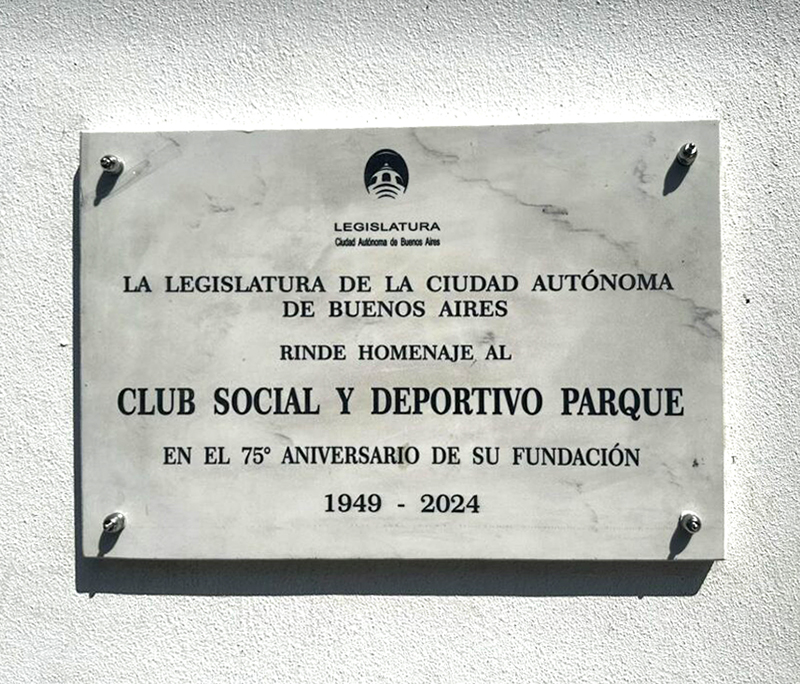 LEGISLATURA
Ciudad Autónoma de Buenos Aires
LA LEGISLATURA DE LA CIUDAD AUTÓNOMA
DE BUENOS AIRES
RINDE HOMENAJE AL
CLUB SOCIAL Y DEPORTIVO PARQUE
EN EL 75° ANIVERSARIO DE SU FUNDACIÓN
1949 - 2024